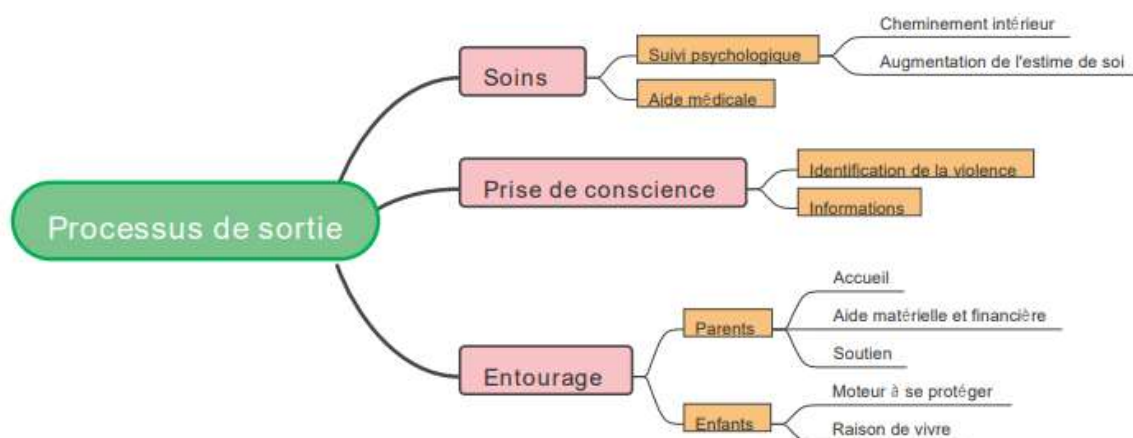 Processus de sortie
Soins
Suivi psychologique
Cheminement intérieur
Augmentation de l'estime de soi
Aide médicale
Prise de conscience
Identification de la violence
Informations
Entourage
Parents
Accueil
Aide matérielle et financière
Soutien
Enfants
Moteur à se protéger
Raison de vivre